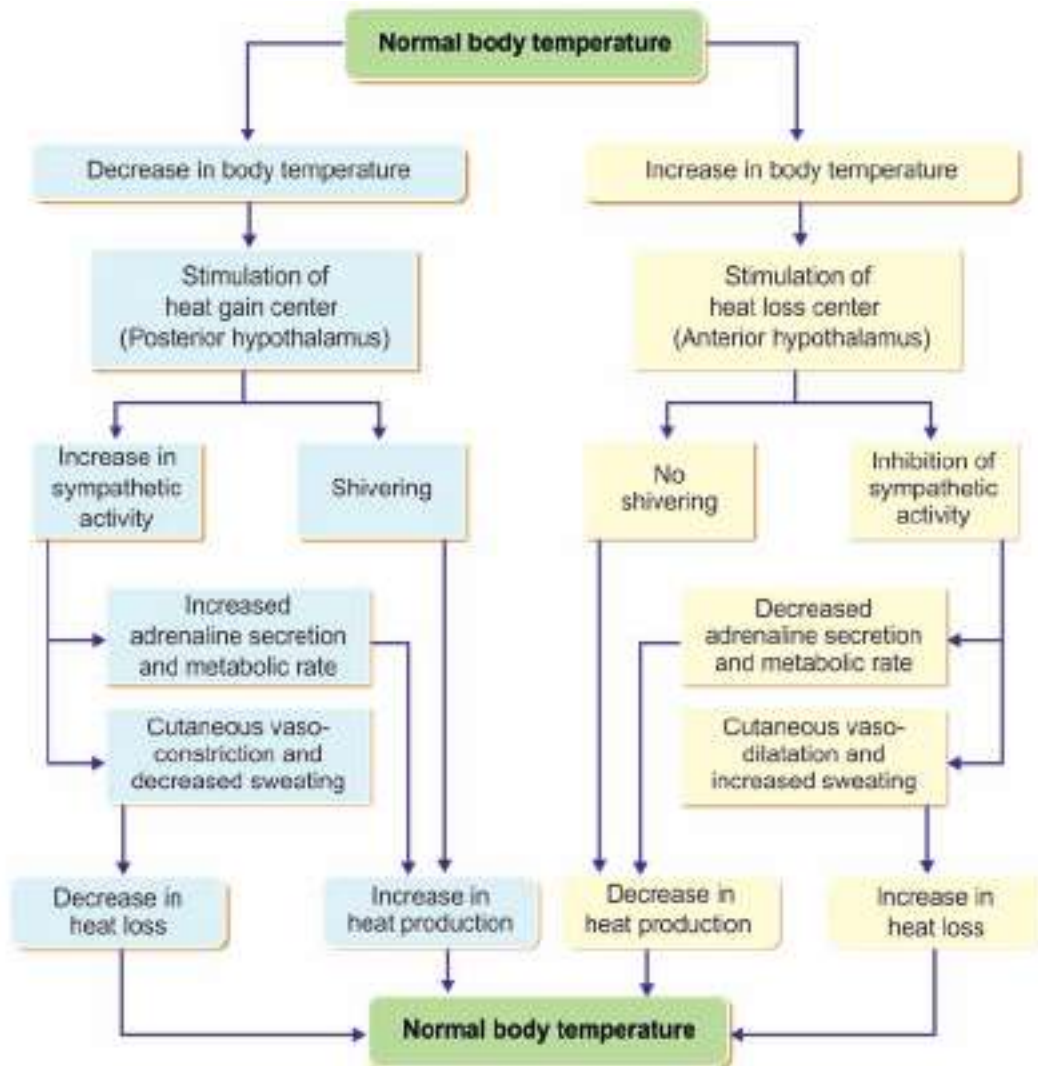 Normal body temperature
Decrease in body temperature
Increase in body temperature
Stimulation of
heat gain center
(Posterior hypothalamus)
Stimulation of
heat loss center
(Anterior hypothalamus)
Increase in
sympathetic
activity
Shivering
No
shivering
Inhibition of
sympathetic
activity
Increased
adrenaline secretion
and metabolic rate
Decreased
adrenaline secretion
and metabolic rate
Cutaneous vaso-
constriction and
decreased sweating
Cutaneous vaso-
dilatation and
increased sweating
Decrease in
heat loss
Increase in
heat production
Decrease in
heat production
Increase in
heat loss
Normal body temperature